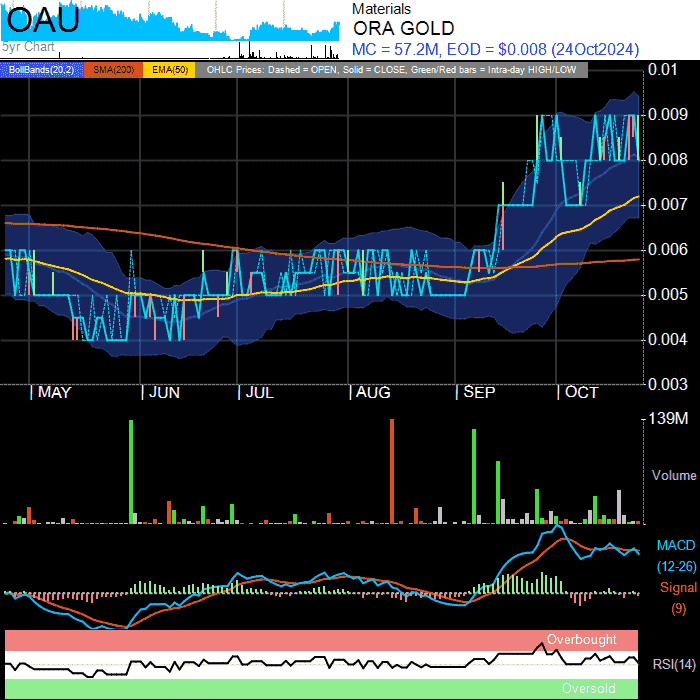 OAU
5yr Chart
Materials
ORA GOLD
MC = 57.2M, EOD = $0.008 (24Oct2024)
BollBands(20,2) SMA(200) EMA(50) OHLC Prices: Dashed = OPEN, Solid = CLOSE, Green/Red bars = Intra-day HIGH/LOW
0.01
0.009
0.008
0.007
0.006
0.005
0.004
0.003
| MAY | JUN | JUL | AUG | SEP | OCT
139M
Volume
MACD
(12-26)
Signal
(9)
Overbought
RSI(14)
Oversold